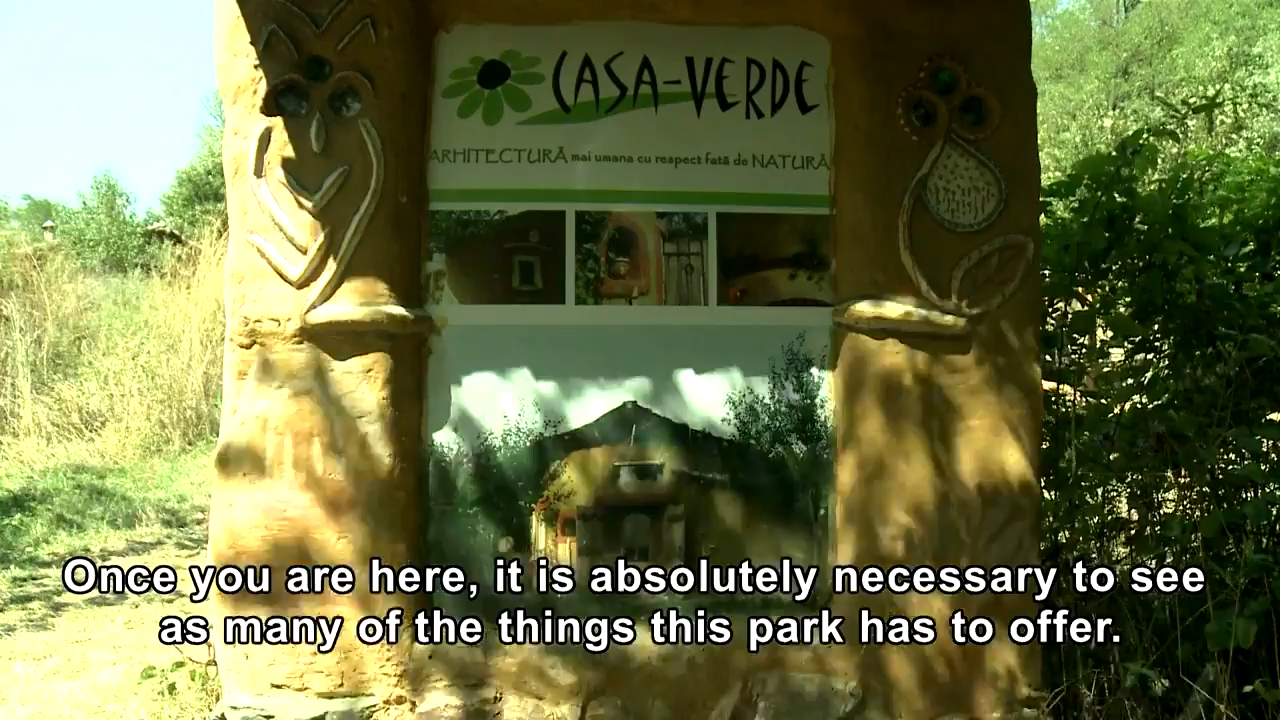 CASA-VERDE
ARHITECTURĂ mai umana cu respect fată de NATURĂ
Once you are here, it is absolutely necessary to see
as many of the things this park has to offer.